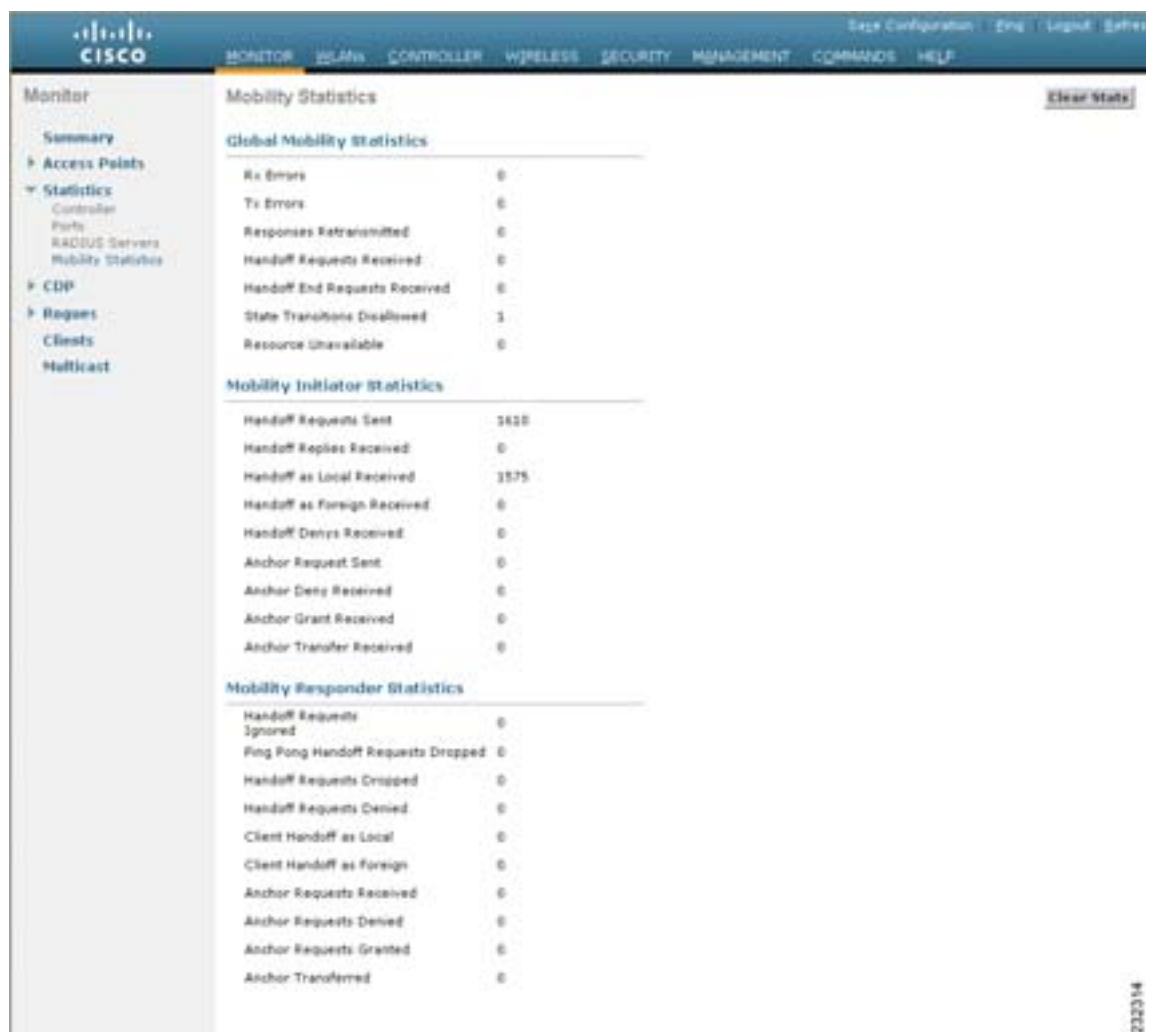 CISCO
Save Configuration Ping Logout Refres
MONITOR WLANs CONTROLLER WIRELESS SECURITY MANAGEMENT COMMANDS HELP
Monitor
Summary
Access Points
Statistics
Controller
Ports
RADIUS Servers
Mobility Statistics
CDP
Rogues
Clients
Multicast
Mobility Statistics
Clear Stats
Global Mobility Statistics
Rx Errors 0
Tx Errors 0
Responses Retransmitted 0
Handoff Requests Received 0
Handoff End Requests Received 0
State Transitions Disallowed 1
Resource Unavailable 0
Mobility Initiator Statistics
Handoff Requests Sent 1610
Handoff Replies Received 0
Handoff as Local Received 1575
Handoff as Foreign Received 0
Handoff Denys Received 0
Anchor Request Sent 0
Anchor Deny Received 0
Anchor Grant Received 0
Anchor Transfer Received 0
Mobility Responder Statistics
Handoff Requests
Ignored 0
Ping Pong Handoff Requests Dropped 0
Handoff Requests Dropped 0
Handoff Requests Denied 0
Client Handoff as Local 0
Client Handoff as Foreign 0
Anchor Requests Received 0
Anchor Requests Denied 0
Anchor Requests Granted 0
Anchor Transferred 0
232314